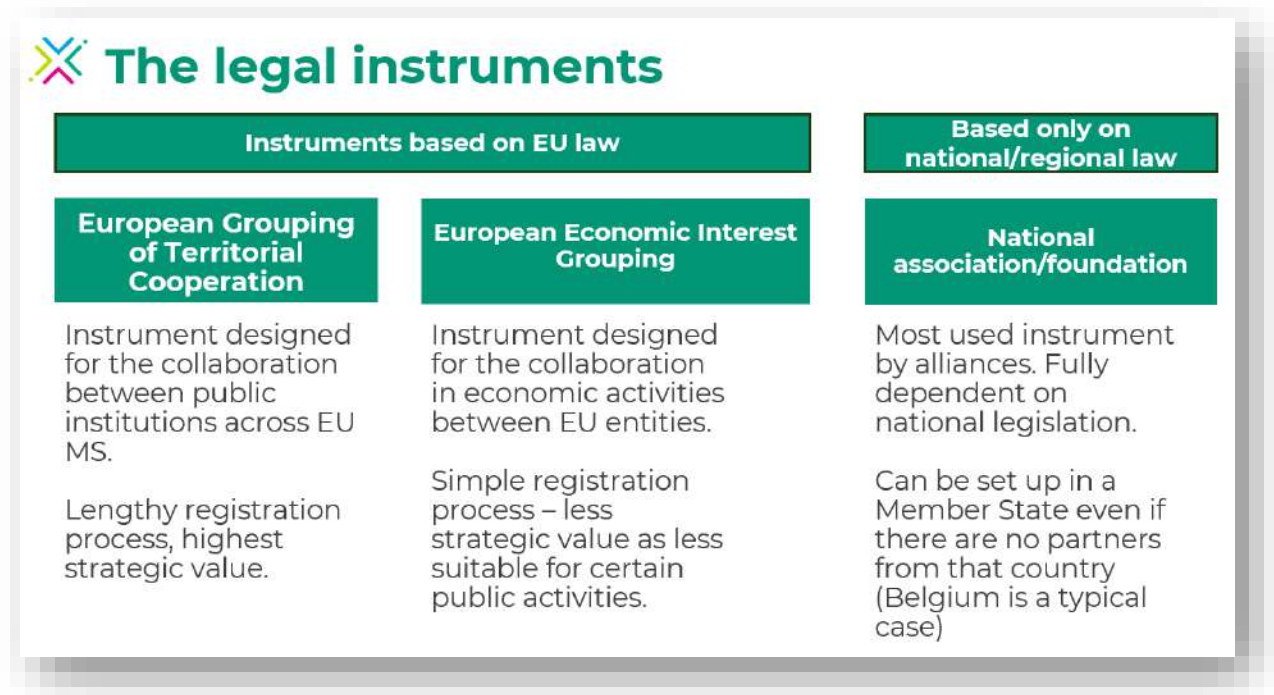 The legal instruments
Instruments based on EU law
Based only on
national/regional law
European Grouping
of Territorial
Cooperation
Instrument designed
for the collaboration
between public
institutions across EU
MS.
Lengthy registration
process, highest
strategic value.
European Economic Interest
Grouping
Instrument designed
for the collaboration
in economic activities
between EU entities.
Simple registration
process – less
strategic value as less
suitable for certain
public activities.
National
association/foundation
Most used instrument
by alliances. Fully
dependent on
national legislation.
Can be set up in a
Member State even if
there are no partners
from that country
(Belgium is a typical
case)